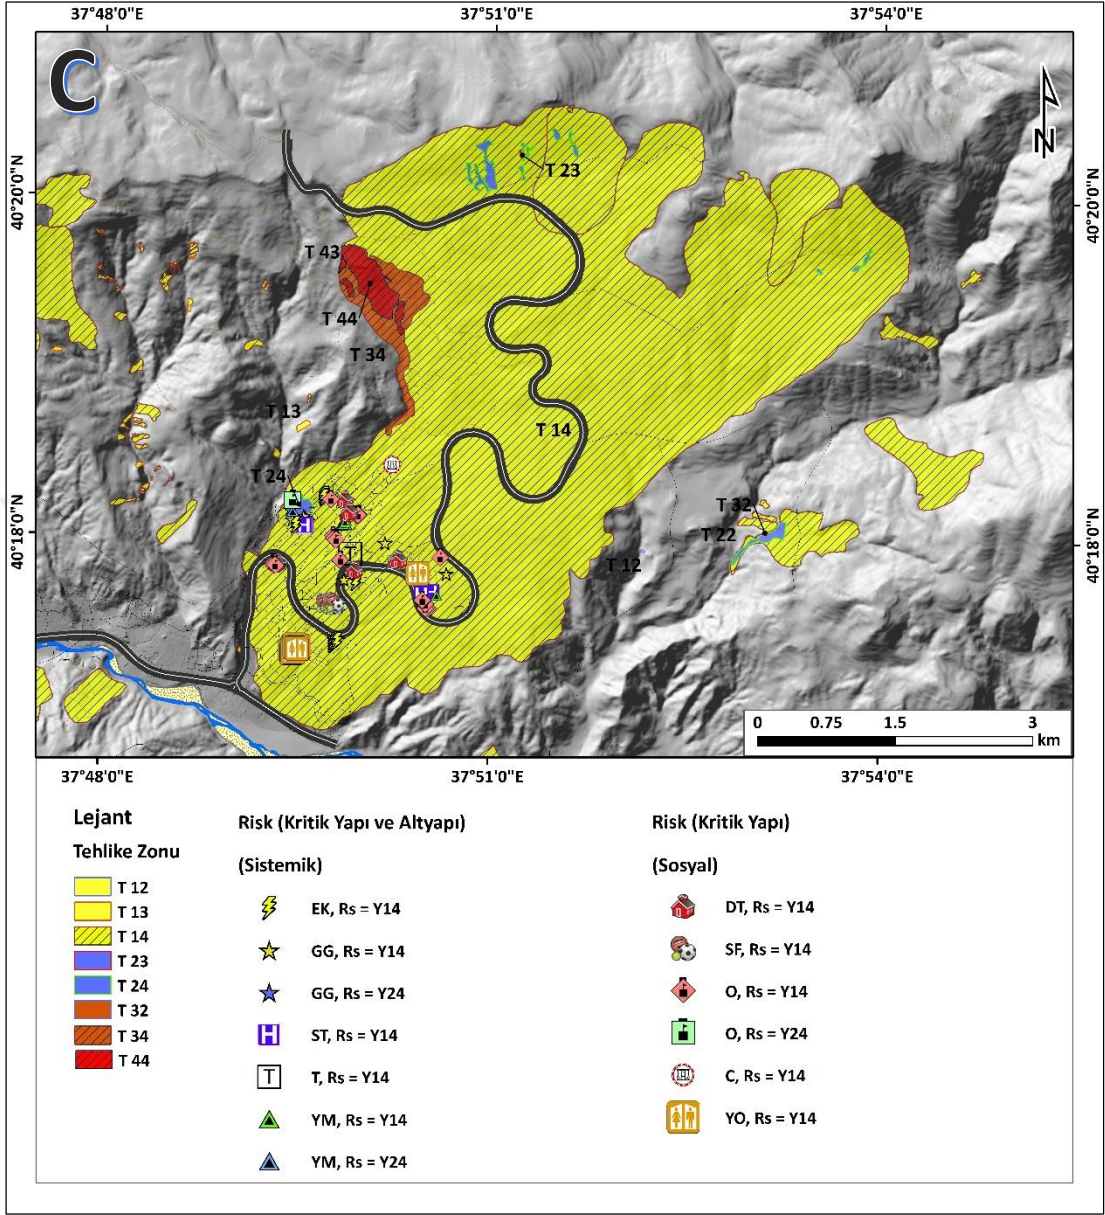 37°48'0"E 37°51'0"E 37°54'0"E
C
N
40°20'0"N
40°20'0"N
T 23
T 43
T 44
T 34
T 13
T 14
T 24
T 32
T 22
T 12
40°18'0"N
40°18'0"N
0 0.75 1.5 3
km
37°48'0"E 37°51'0"E 37°54'0"E
Lejant
Tehlike Zonu
T 12
T 13
T 14
T 23
T 24
T 32
T 34
T 44
Risk (Kritik Yapı ve Altyapı)
(Sistemik)
EK, Rs = Y14
GG, Rs = Y14
GG, Rs = Y24
H ST, Rs = Y14
T T, Rs = Y14
YM, Rs = Y14
YM, Rs = Y24
Risk (Kritik Yapı)
(Sosyal)
DT, Rs = Y14
SF, Rs = Y14
O, Rs = Y14
O, Rs = Y24
C, Rs = Y14
YO, Rs = Y14